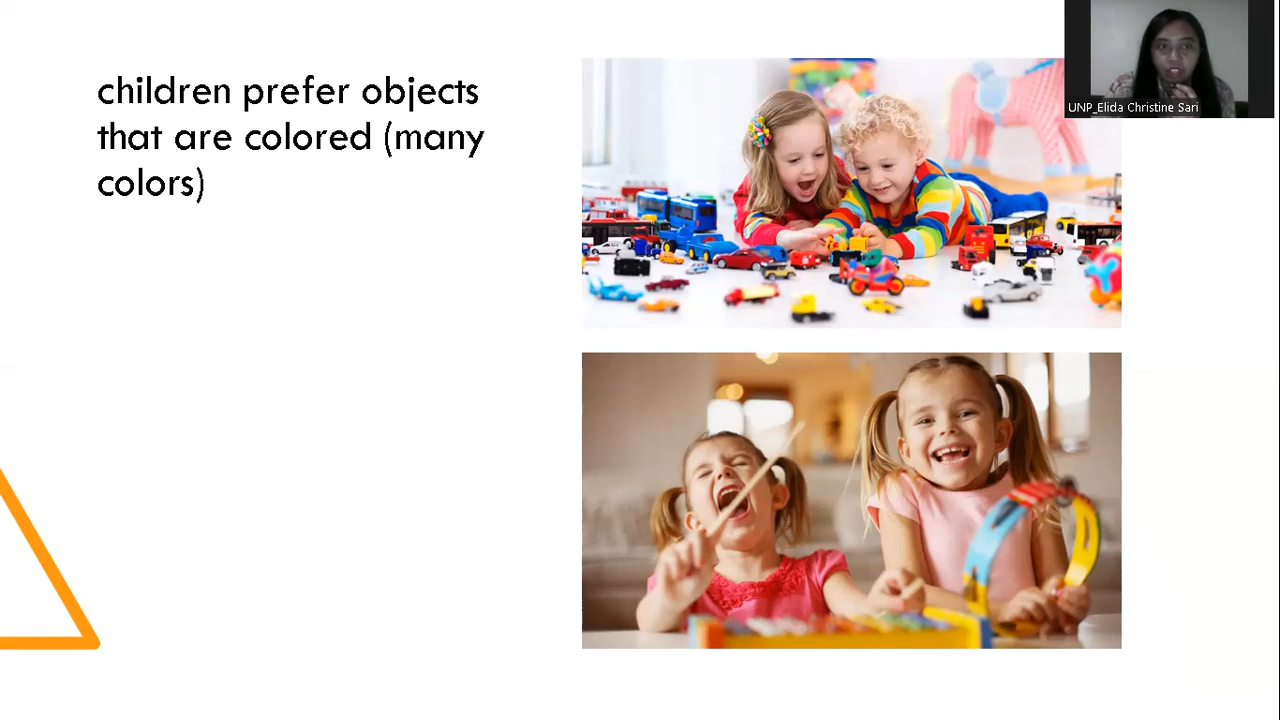 children prefer objects
that are colored (many
colors)
UNP_Elida Christine Sari